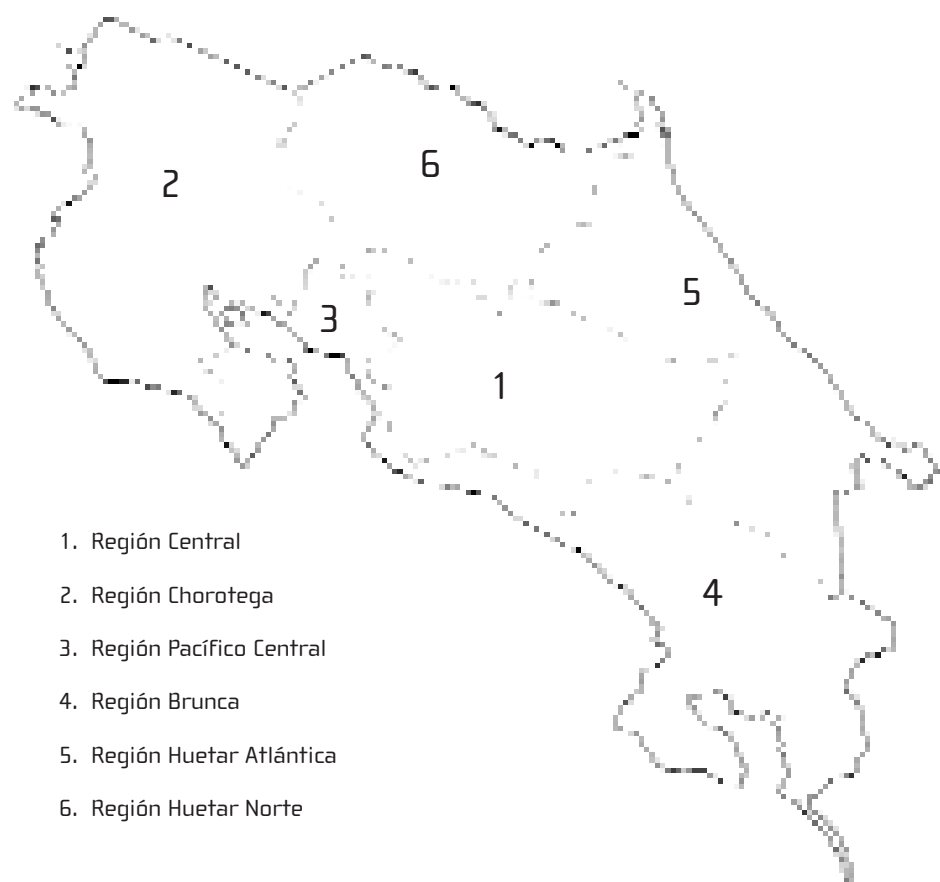 6
2
5
3
1
4
1. Región Central
2. Región Chorotega
3. Región Pacífico Central
4. Región Brunca
5. Región Huetar Atlántica
6. Región Huetar Norte